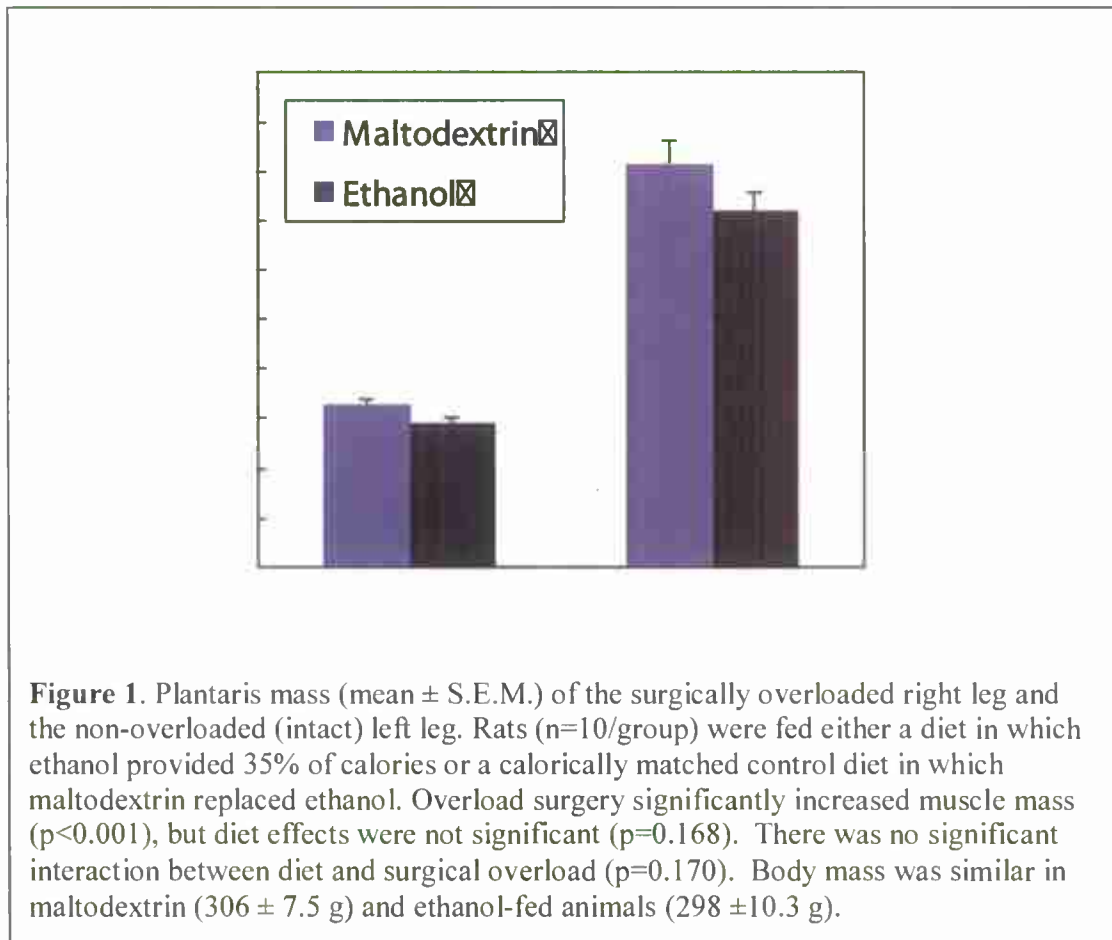 Maltodextrin☒
Ethanol☒
Figure 1. Plantaris mass (mean ± S.E.M.) of the surgically overloaded right leg and
the non-overloaded (intact) left leg. Rats (n=10/group) were fed either a diet in which
ethanol provided 35% of calories or a calorically matched control diet in which
maltodextrin replaced ethanol. Overload surgery significantly increased muscle mass
(p<0.001), but diet effects were not significant (p=0.168). There was no significant
interaction between diet and surgical overload (p=0.170). Body mass was similar in
maltodextrin (306 ± 7.5 g) and ethanol-fed animals (298 ±10.3 g).